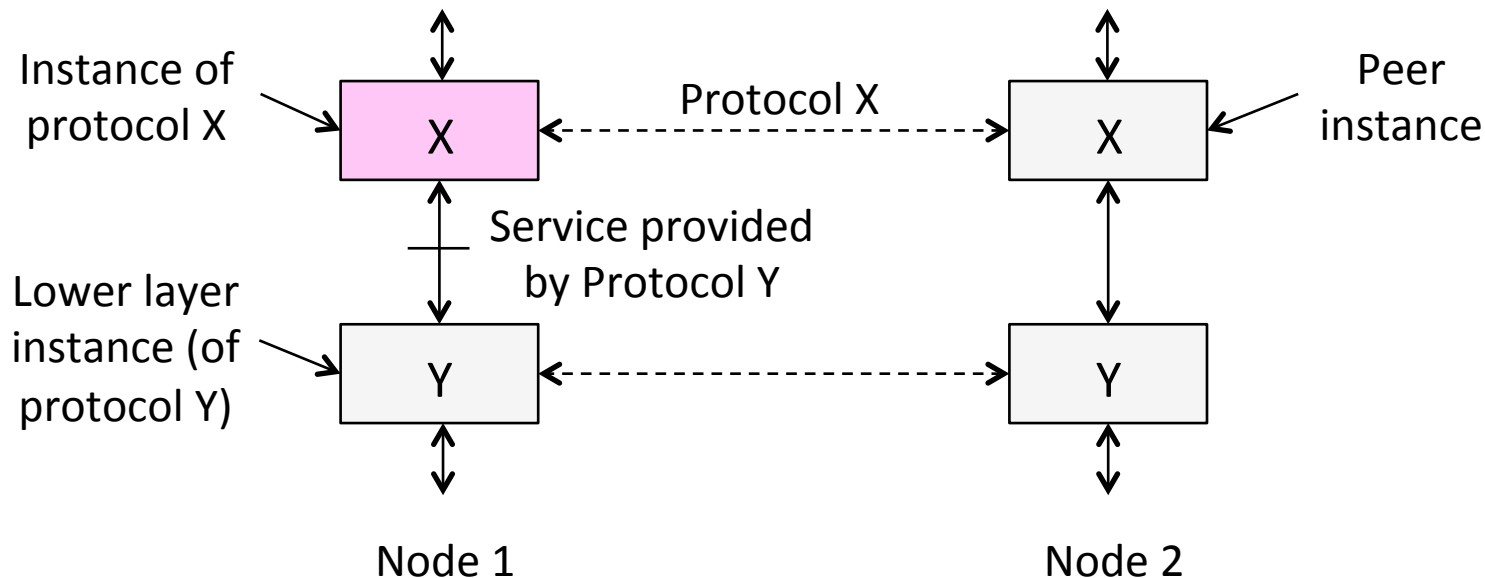 Instance of
protocol X
X
Protocol X
X
Peer
instance
Service provided
by Protocol Y
Lower layer
instance (of
protocol Y)
Y
Y
Node 1
Node 2